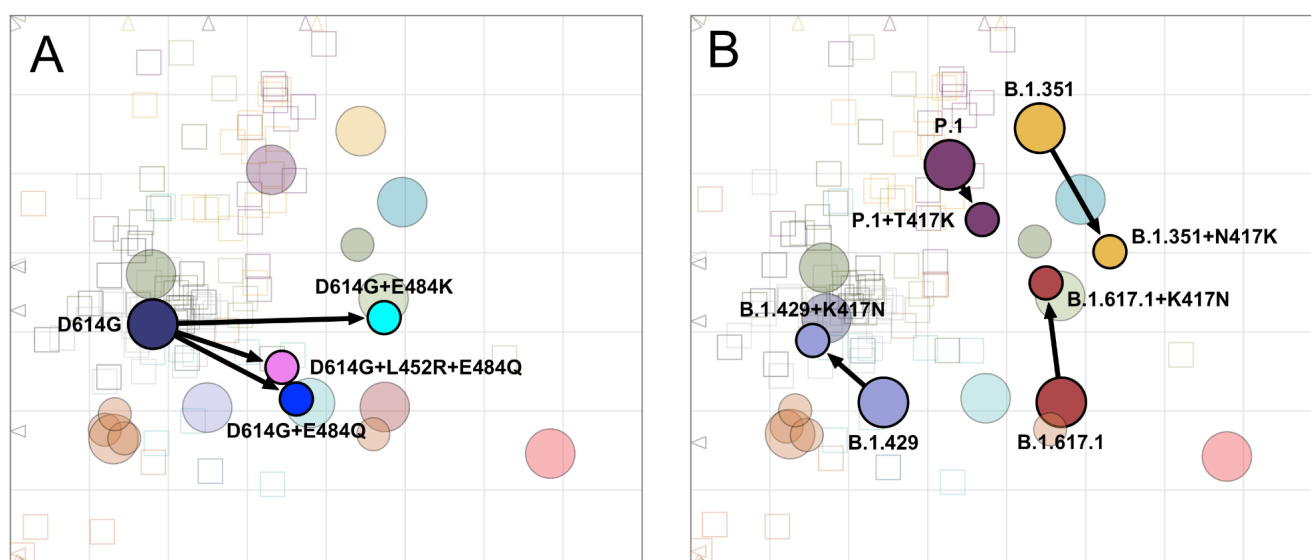 A
D614G+E484K
D614G
D614G+L452R+E484Q
D614G+E484Q
B
B.1.351
P.1
P.1+T417K
B.1.351+N417K
B.1.617.1+K417N
B.1.429+K417N
B.1.429
B.1.617.1